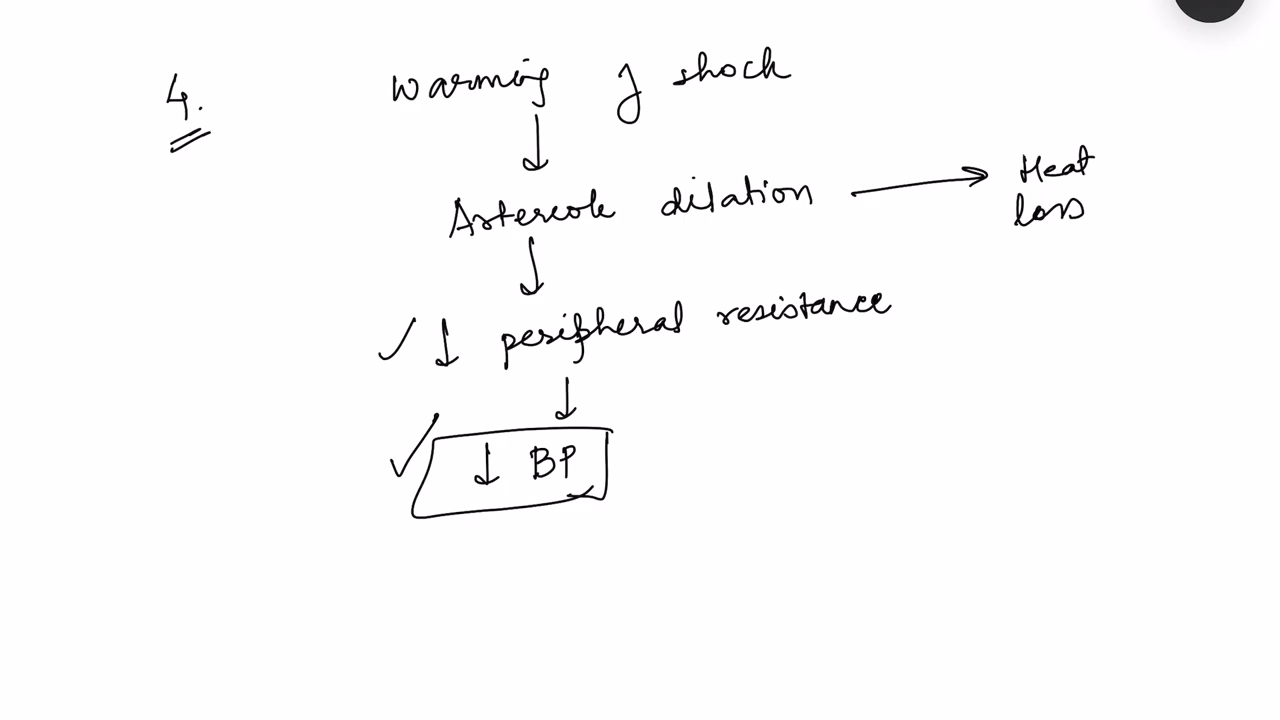 4.
warming of shock
↓
Arteriole dilation → Heat loss
↓
✓ ↓ peripheral resistance
↓
✓ ↓ BP